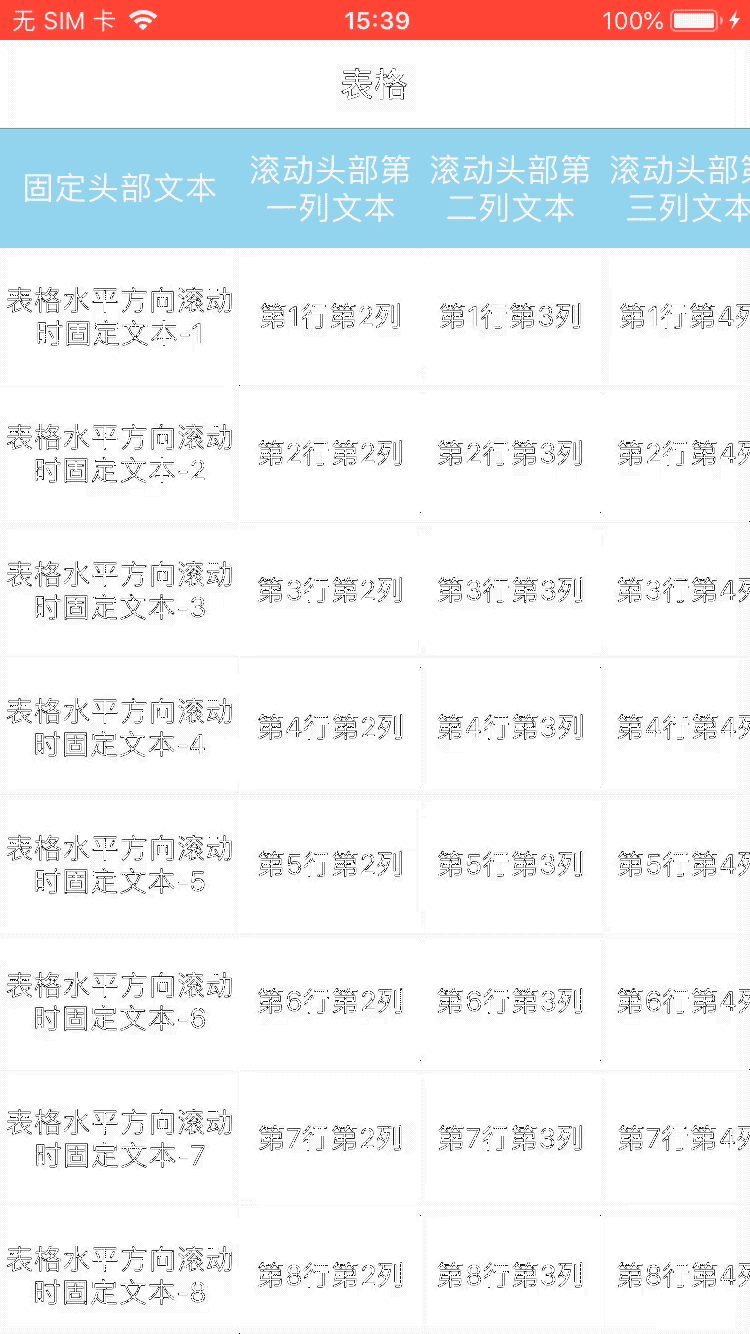 无 SIM 卡 15:39 100%
表格
固定头部文本
滚动头部第
一列文本
滚动头部第
二列文本
滚动头部第
三列文本
表格水平方向滚动
时固定文本-1
第1行第2列
第1行第3列
第1行第4列
表格水平方向滚动
时固定文本-2
第2行第2列
第2行第3列
第2行第4列
表格水平方向滚动
时固定文本-3
第3行第2列
第3行第3列
第3行第4列
表格水平方向滚动
时固定文本-4
第4行第2列
第4行第3列
第4行第4列
表格水平方向滚动
时固定文本-5
第5行第2列
第5行第3列
第5行第4列
表格水平方向滚动
时固定文本-6
第6行第2列
第6行第3列
第6行第4列
表格水平方向滚动
时固定文本-7
第7行第2列
第7行第3列
第7行第4列
表格水平方向滚动
时固定文本-8
第8行第2列
第8行第3列
第8行第4列